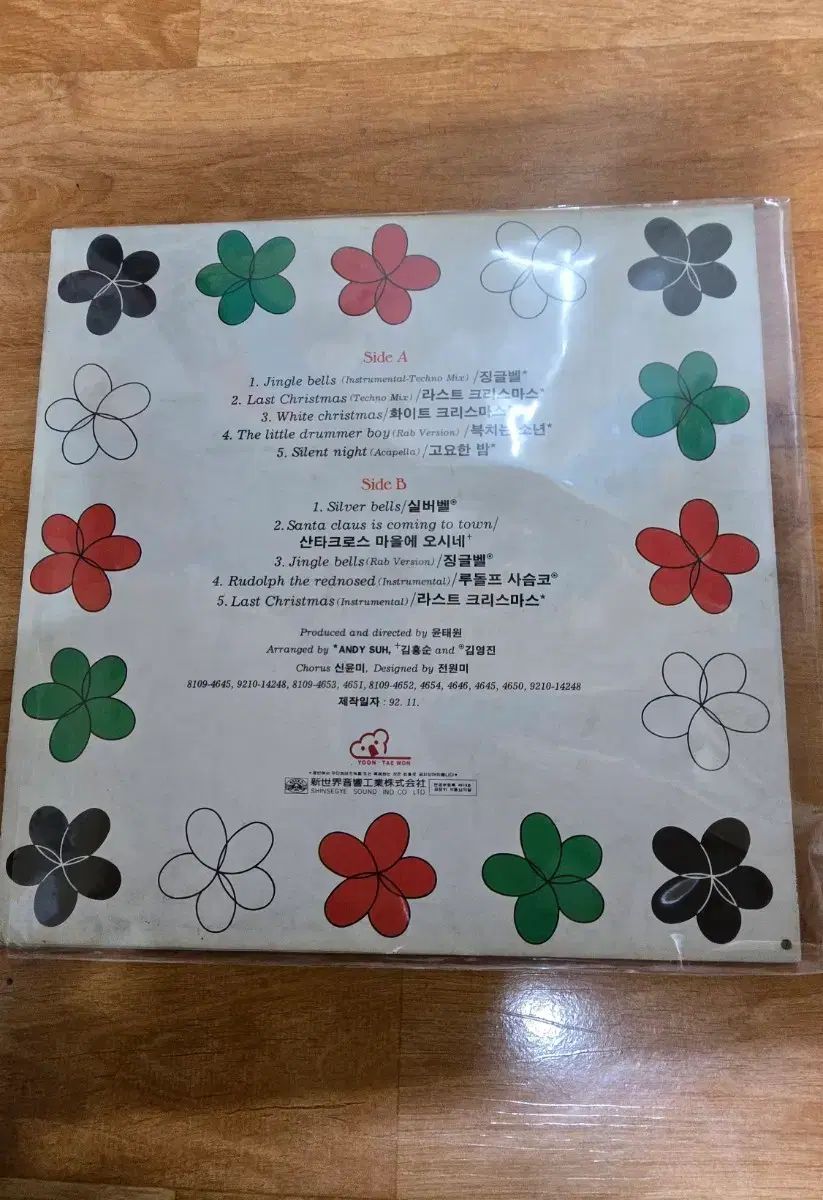 Side A
1. Jingle bells (Instrumental-Techno Mix) /징글벨*
2. Last Christmas (Techno Mix) /라스트 크리스마스*
3. White christmas/화이트 크리스마스
4. The little drummer boy (Rab Version) /북치는 소년*
5. Silent night (Acapella) /고요한 밤*
Side B
1. Silver bells/실버벨®
2. Santa claus is coming to town/
산타크로스 마을에 오시네+
3. Jingle bells (Rab Version) /징글벨®
4. Rudolph the rednosed (Instrumental) /루돌프 사슴코®
5. Last Christmas (Instrumental) /라스트 크리스마스*
Produced and directed by 윤태원
Arranged by *ANDY SUH, +김홍순 and ®김영진
Chorus 신윤미, Designed by 전원미
8109-4645, 9210-14248, 8109-4653, 4651, 8109-4652, 4654, 4646, 4645, 4650, 9210-14248
제작일자 : 92. 11.
YOON TAE WON
新世界音響工業株式会社
SHINSEGYE SOUND IND CO LTD